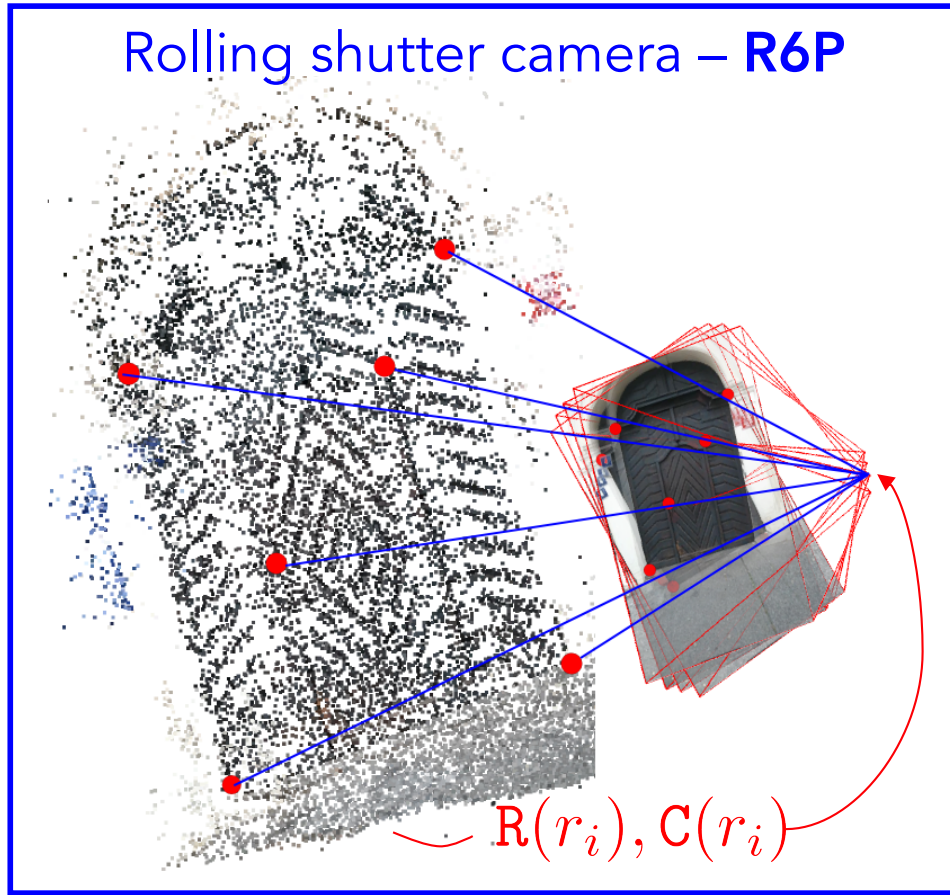 Rolling shutter camera – R6P
R(r_i), C(r_i)